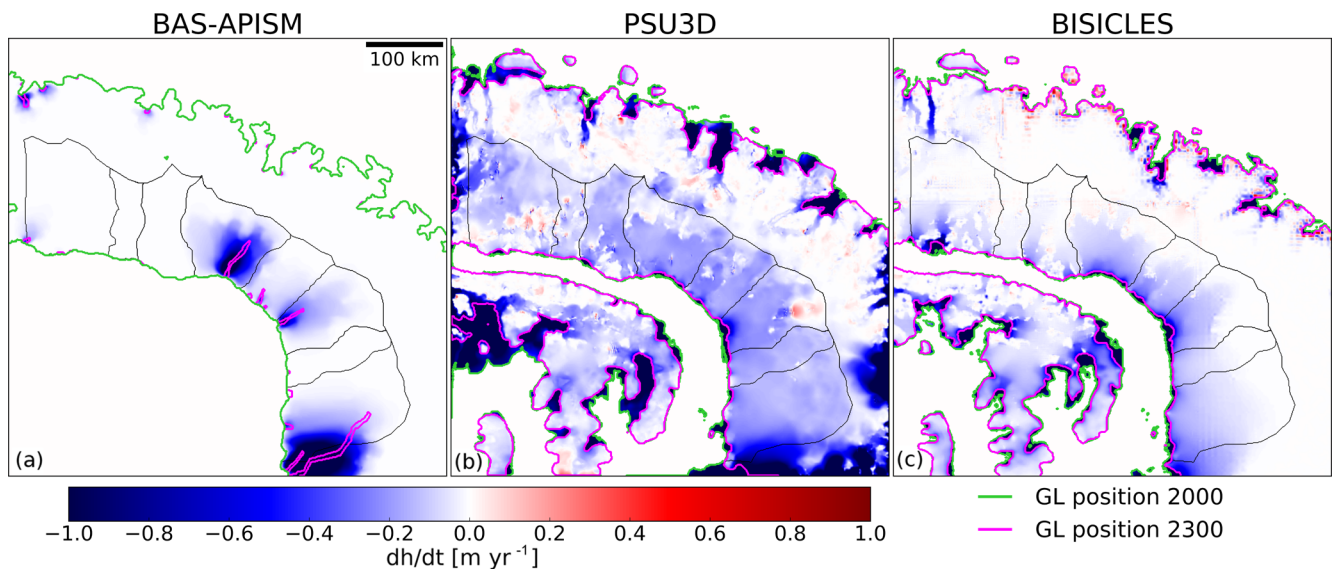 BAS-APISM
PSU3D
BISICLES
100 km
(a)
(b)
(c)
−1.0 −0.8 −0.6 −0.4 −0.2 0.0 0.2 0.4 0.6 0.8 1.0
dh/dt [m yr⁻¹]
GL position 2000
GL position 2300